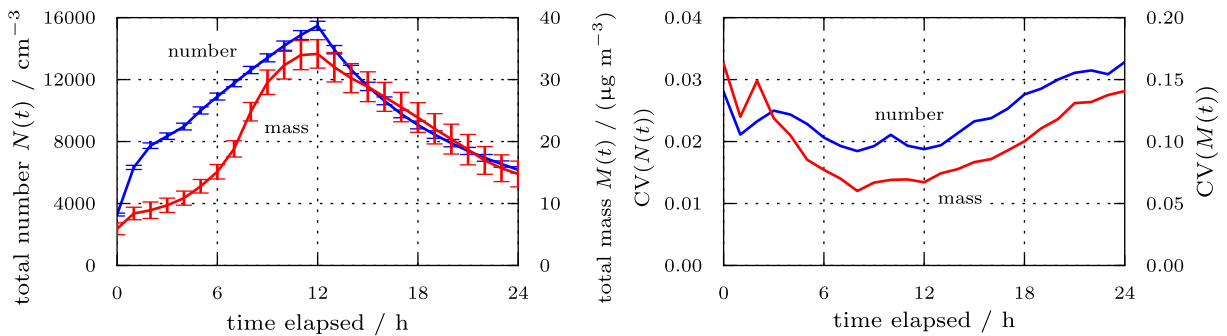 total number N(t) / cm⁻³
16000
12000
8000
4000
0
number
mass
40
30
20
10
0
total mass M(t) / (μg m⁻³)
0 6 12 18 24
time elapsed / h
CV(N(t))
0.04
0.03
0.02
0.01
0.00
number
mass
0.20
0.15
0.10
0.05
0.00
CV(M(t))
0 6 12 18 24
time elapsed / h